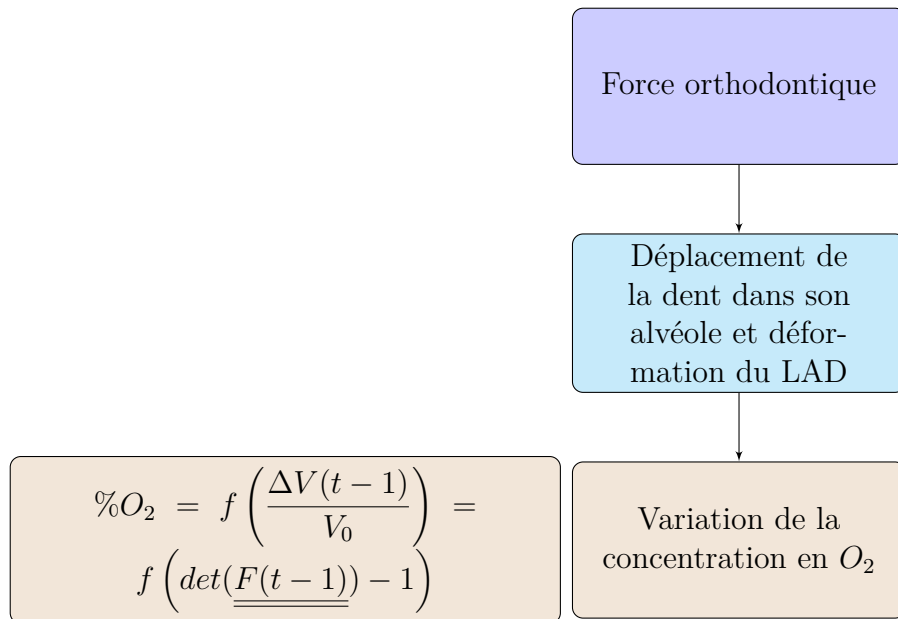 Force orthodontique
Déplacement de
la dent dans son
alvéole et défor-
mation du LAD
%O₂ = f(ΔV(t − 1)/V₀) =
f(det(F(t − 1)) − 1)
Variation de la
concentration en O₂